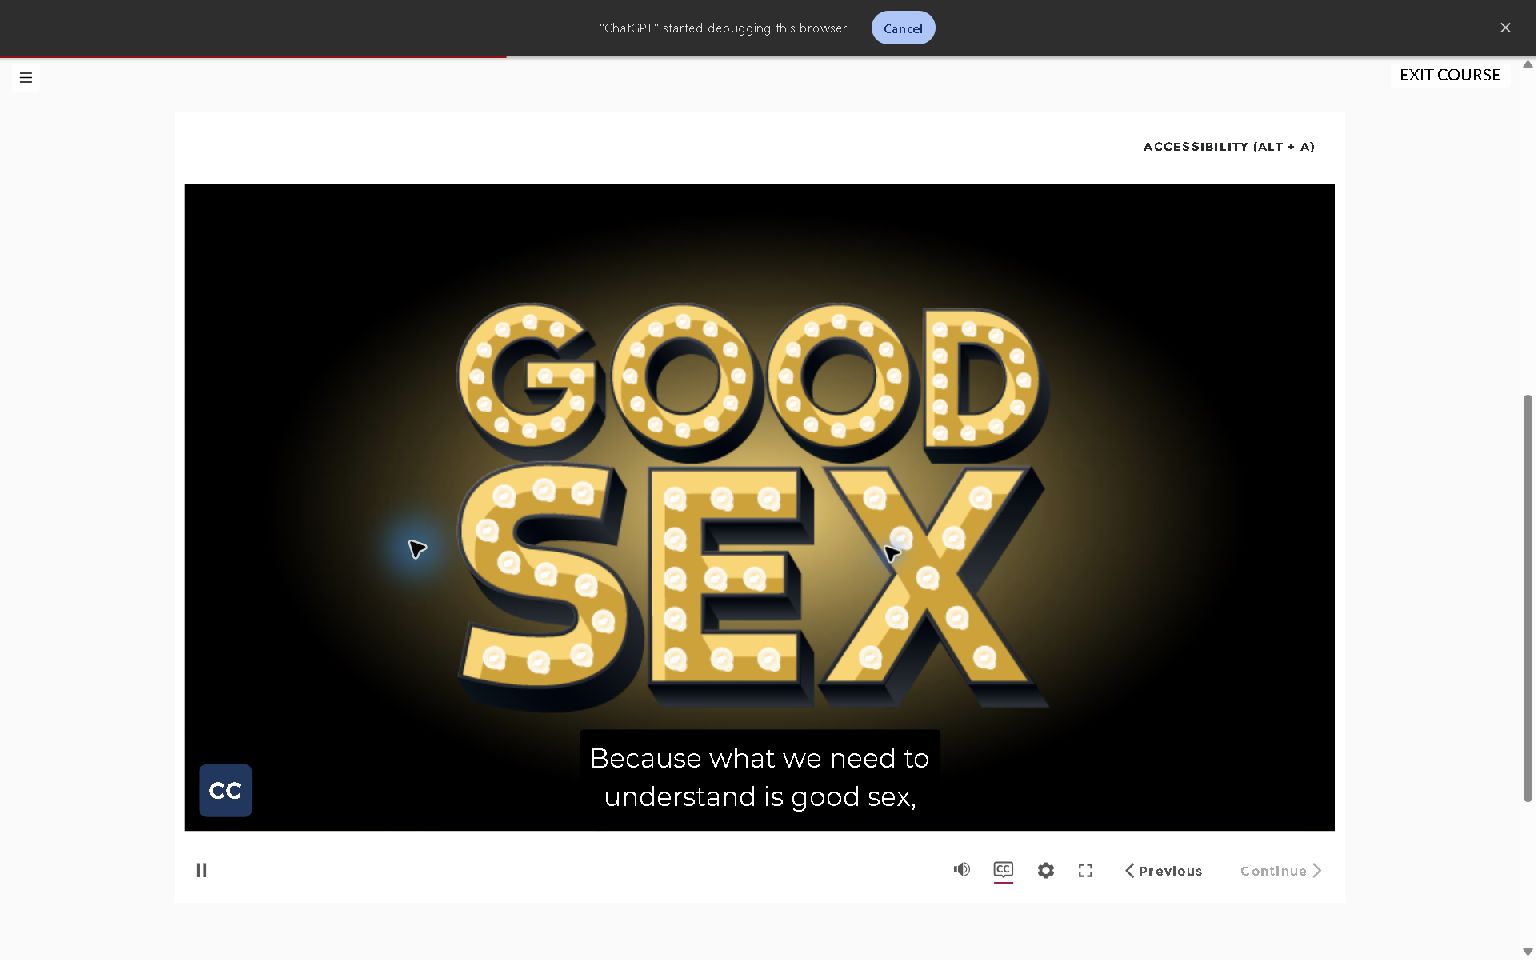 "ChatGPT" started debugging this browser
Cancel
EXIT COURSE
ACCESSIBILITY (ALT + A)
GOOD
SEX
Because what we need to
understand is good sex,
CC
CC
Previous
Continue